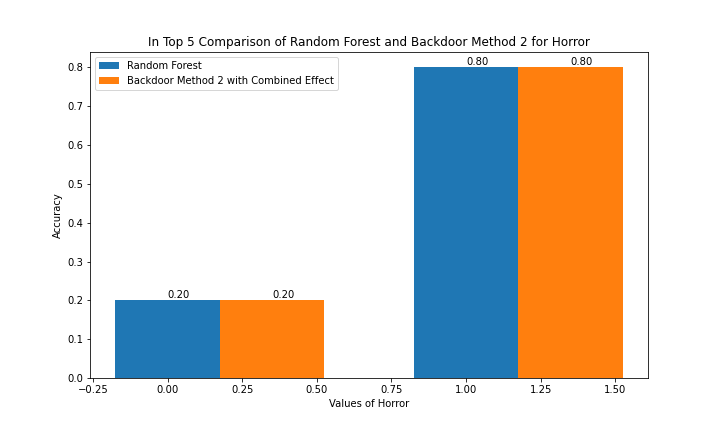 In Top 5 Comparison of Random Forest and Backdoor Method 2 for Horror
Random Forest
Backdoor Method 2 with Combined Effect
0.80 0.80
0.20 0.20
0.8
0.7
0.6
0.5
0.4
0.3
0.2
0.1
0.0
Accuracy
−0.25 0.00 0.25 0.50 0.75 1.00 1.25 1.50
Values of Horror